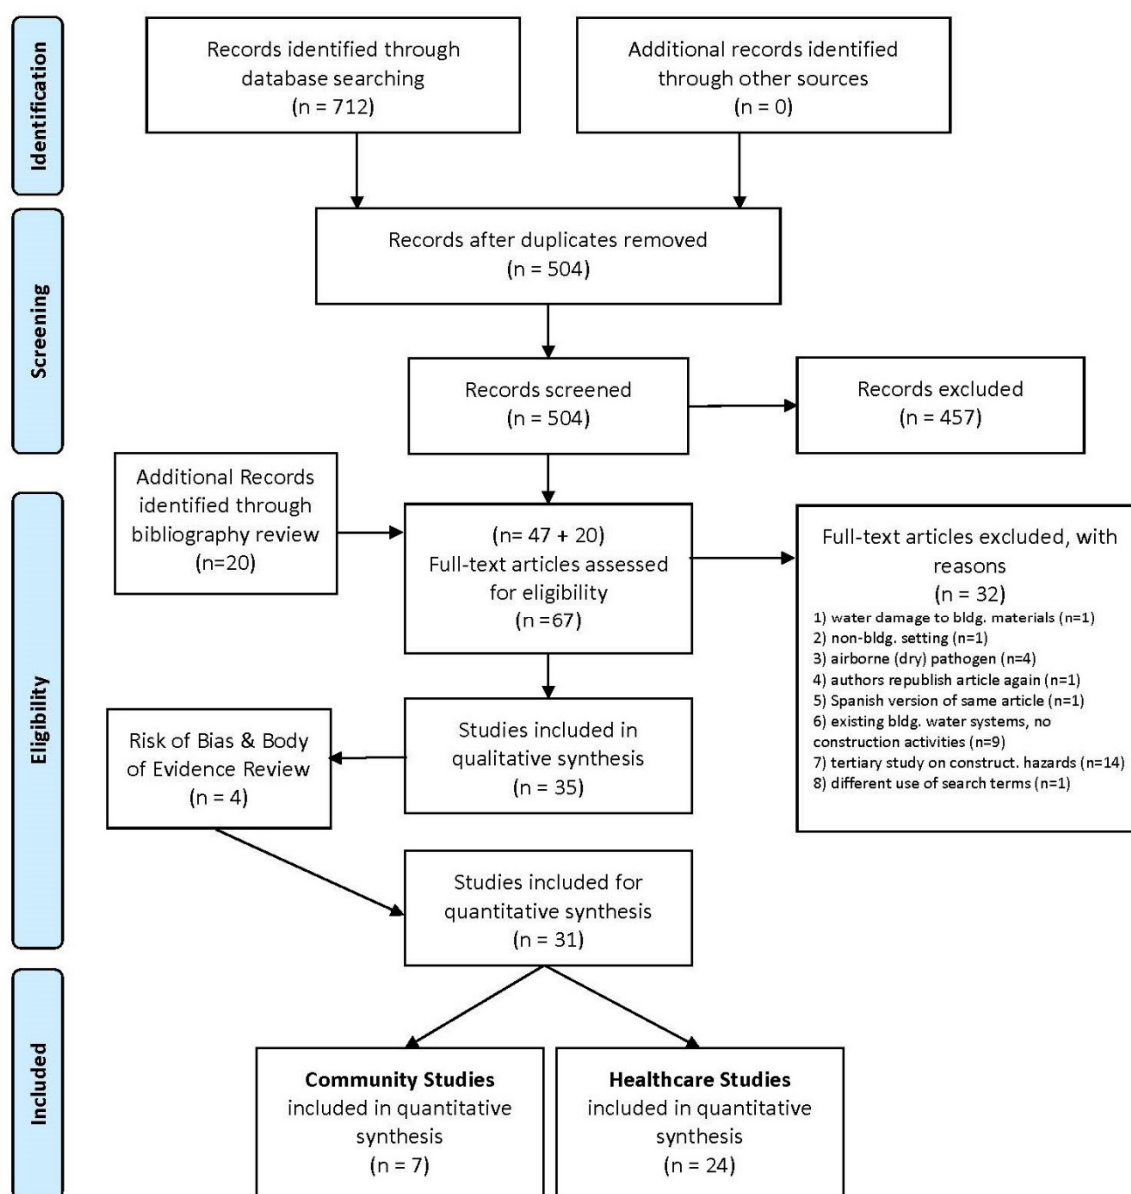 Identification
Records identified through
database searching
(n = 712)
Additional records identified
through other sources
(n = 0)
Screening
Records after duplicates removed
(n = 504)
Records screened
(n = 504)
Records excluded
(n = 457)
Eligibility
Additional Records
identified through
bibliography review
(n=20)
(n= 47 + 20)
Full-text articles assessed
for eligibility
(n =67)
Full-text articles excluded, with
reasons
(n = 32)
1) water damage to bldg. materials (n=1)
2) non-bldg. setting (n=1)
3) airborne (dry) pathogen (n=4)
4) authors republish article again (n=1)
5) Spanish version of same article (n=1)
6) existing bldg. water systems, no
construction activities (n=9)
7) tertiary study on construct. hazards (n=14)
8) different use of search terms (n=1)
Studies included in
qualitative synthesis
(n = 35)
Risk of Bias & Body
of Evidence Review
(n = 4)
Studies included for
quantitative synthesis
(n = 31)
Included
Community Studies
included in quantitative
synthesis
(n = 7)
Healthcare Studies
included in quantitative
synthesis
(n = 24)